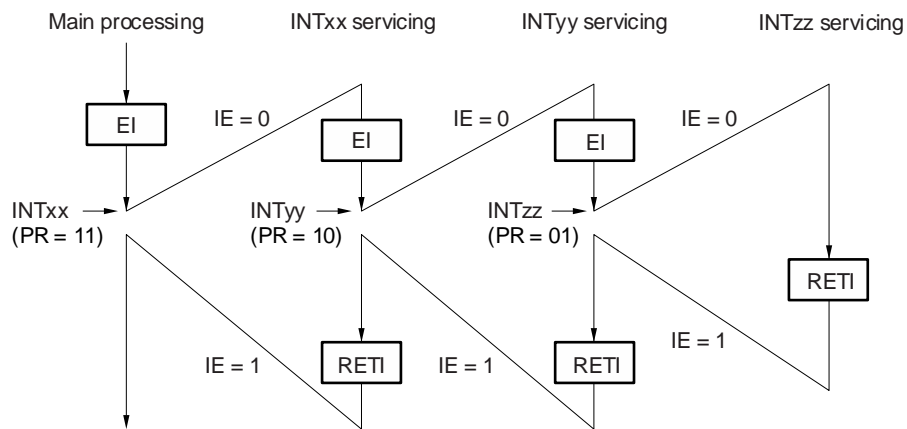 Main processing
INTxx servicing
INTyy servicing
INTzz servicing
EI
IE = 0
EI
IE = 0
EI
IE = 0
INTxx
(PR = 11)
INTyy
(PR = 10)
INTzz
(PR = 01)
RETI
IE = 1
RETI
IE = 1
RETI
IE = 1